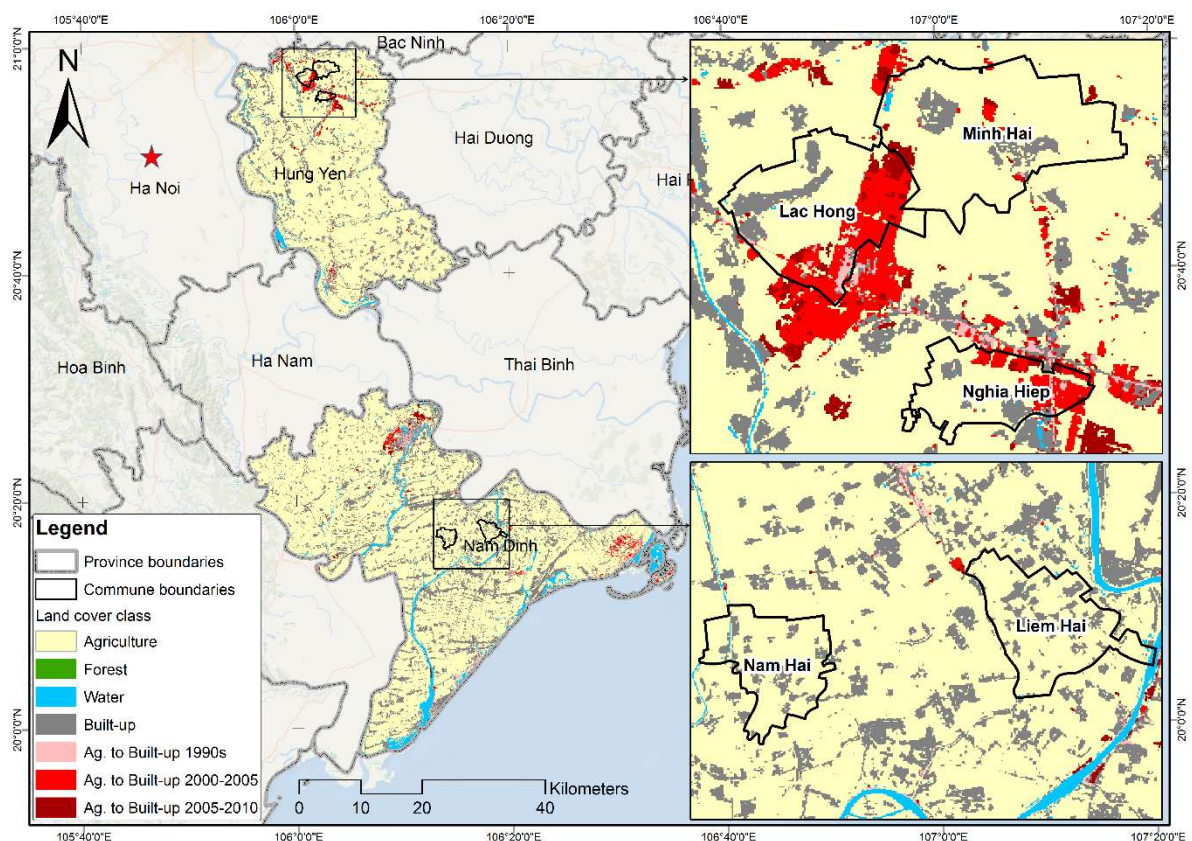 105°40'0"E
106°0'0"E
106°20'0"E
106°40'0"E
107°0'0"E
107°20'0"E
21°0'0"N
20°40'0"N
20°20'0"N
20°0'0"N
N
Bac Ninh
Hai Duong
Ha Noi
Hung Yen
Hai
Hoa Binh
Ha Nam
Thai Binh
Nam Dinh
Minh Hai
Lac Hong
Nghia Hiep
Nam Hai
Liem Hai
Legend
Province boundaries
Commune boundaries
Land cover class
Agriculture
Forest
Water
Built-up
Ag. to Built-up 1990s
Ag. to Built-up 2000-2005
Ag. to Built-up 2005-2010
Kilometers
0 10 20 40
20°40'0"N
20°20'0"N
20°0'0"N
105°40'0"E
106°0'0"E
106°20'0"E
106°40'0"E
107°0'0"E
107°20'0"E